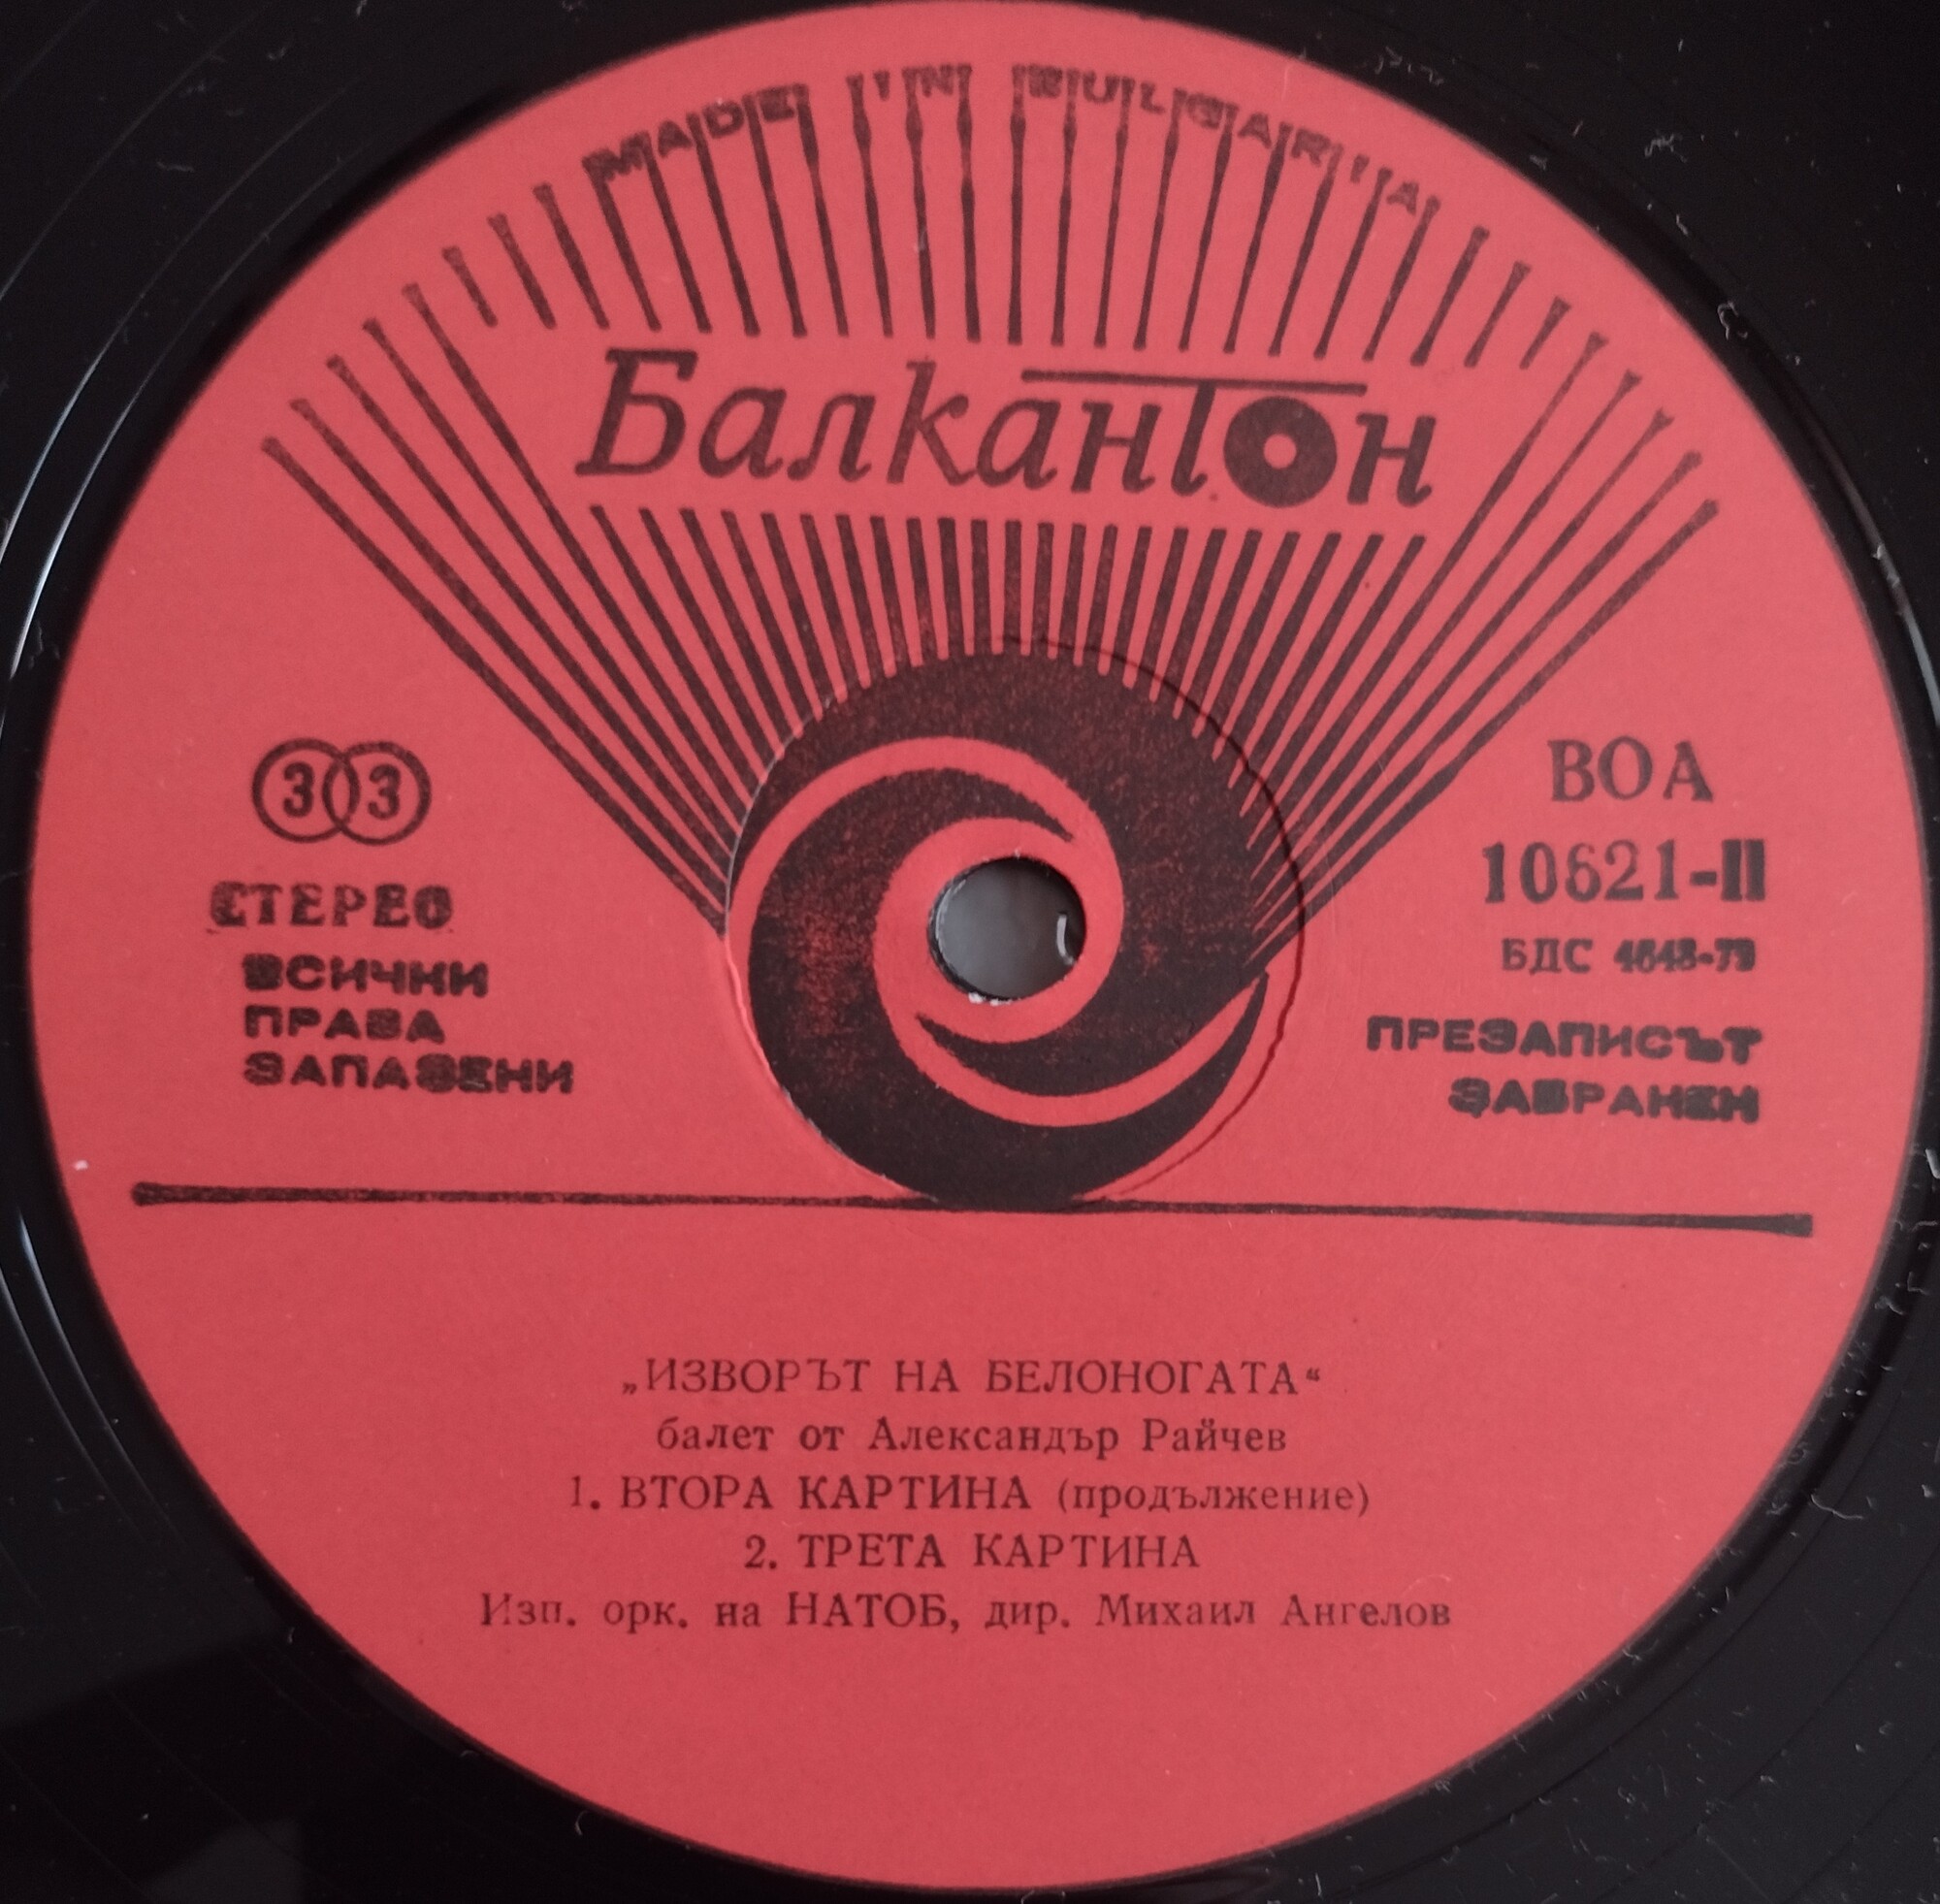 MADE IN BULGARIA
Балкантон
33
СТЕРЕО
ВСИЧКИ
ПРАВА
ЗАПАЗЕНИ
ВОА
10621-II
БДС
ПРЕЗАПИСЪТ
ЗАБРАНЕН
„ИЗВОРЪТ НА БЕЛОНОГАТА“
балет от Александър Райчев
1. ВТОРА КАРТИНА (продължение)
2. ТРЕТА КАРТИНА
Изп. орк. на НАТОБ, дир. Михаил Ангелов